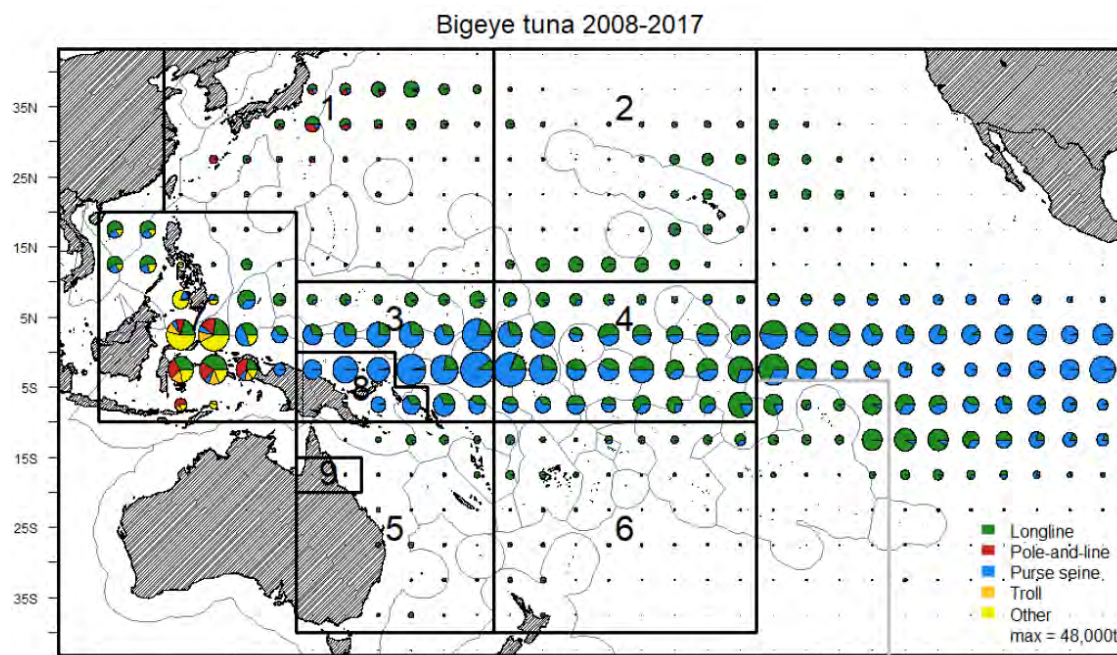 Bigeye tuna 2008-2017
35N
25N
15N
5N
5S
15S
25S
35S
1
2
3
4
8
9
5
6
Longline
Pole-and-line
Purse seine
Troll
Other
max = 48,000t